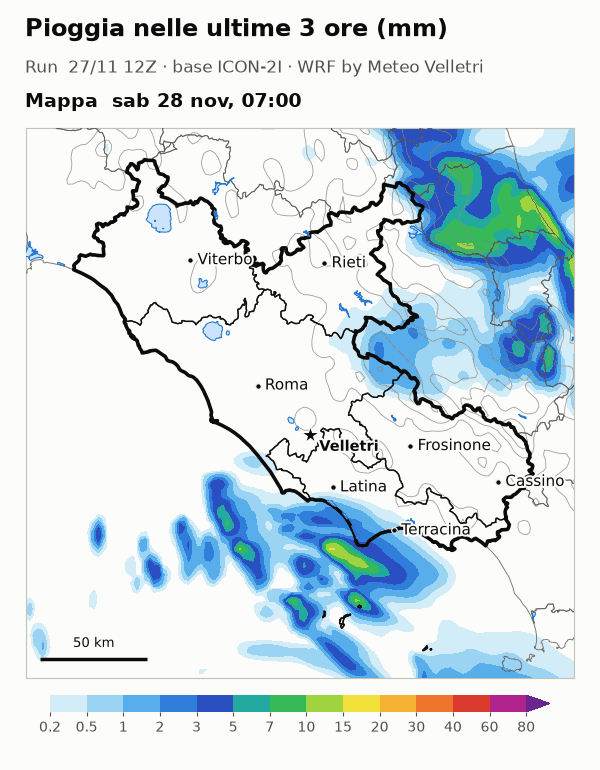 Pioggia nelle ultime 3 ore (mm)
Run  27/11 12Z · base ICON-2I · WRF by Meteo Velletri
Mappa  sab 28 nov, 07:00
Viterbo
Rieti
Roma
Velletri
Frosinone
Latina
Cassino
Terracina
50 km
0.2 0.5 1 2 3 5 7 10 15 20 30 40 60 80